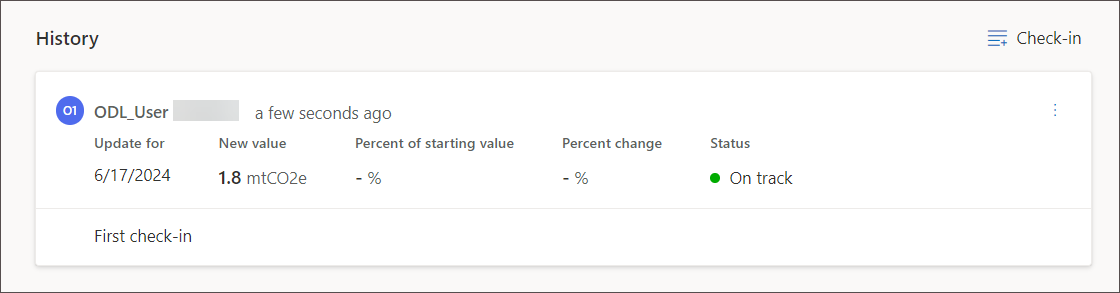 History
Check-in
O1 ODL_User a few seconds ago
Update for New value Percent of starting value Percent change Status
6/17/2024 1.8 mtCO2e - % - % On track
First check-in